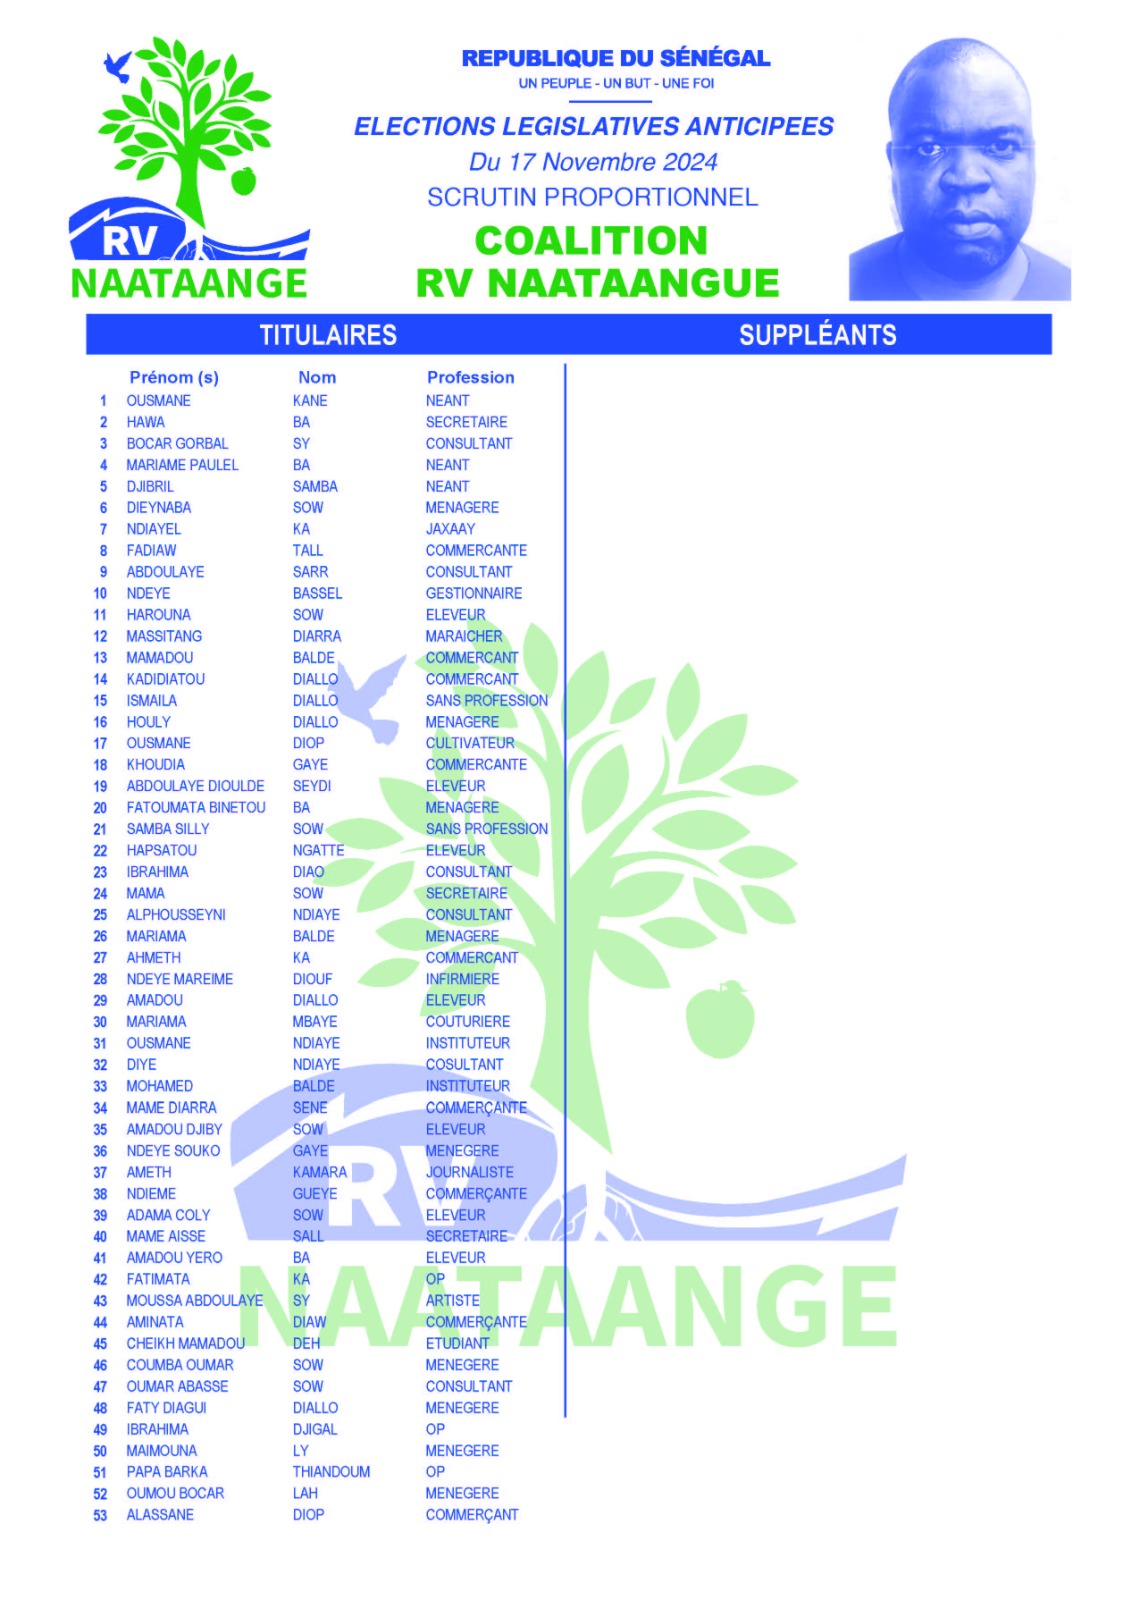 REPUBLIQUE DU SÉNÉGAL
UN PEUPLE - UN BUT - UNE FOI
ELECTIONS LEGISLATIVES ANTICIPEES
Du 17 Novembre 2024
SCRUTIN PROPORTIONNEL
COALITION
RV NAATAANGUE
RV
NAATAANGE
TITULAIRES SUPPLÉANTS
Prénom (s) Nom Profession
1 OUSMANE KANE NEANT
2 HAWA BA SECRETAIRE
3 BOCAR GORBAL SY CONSULTANT
4 MARIAME PAULEL BA NEANT
5 DJIBRIL SAMBA NEANT
6 DIEYNABA SOW MENAGERE
7 NDIAYEL KA JAXAAY
8 FADIAW TALL COMMERCANTE
9 ABDOULAYE SARR CONSULTANT
10 NDEYE BASSEL GESTIONNAIRE
11 HAROUNA SOW ELEVEUR
12 MASSITANG DIARRA MARAICHER
13 MAMADOU BALDE COMMERCANT
14 KADIDIATOU DIALLO COMMERCANT
15 ISMAILA DIALLO SANS PROFESSION
16 HOULY DIALLO MENAGERE
17 OUSMANE DIOP CULTIVATEUR
18 KHOUDIA GAYE COMMERCANTE
19 ABDOULAYE DIOULDE SEYDI ELEVEUR
20 FATOUMATA BINETOU BA MENAGERE
21 SAMBA SILLY SOW SANS PROFESSION
22 HAPSATOU NGATTE ELEVEUR
23 IBRAHIMA DIAO CONSULTANT
24 MAMA SOW SECRETAIRE
25 ALPHOUSSEYNI NDIAYE CONSULTANT
26 MARIAMA BALDE MENAGERE
27 AHMETH KA COMMERCANT
28 NDEYE MAREIME DIOUF INFIRMIERE
29 AMADOU DIALLO ELEVEUR
30 MARIAMA MBAYE COUTURIERE
31 OUSMANE NDIAYE INSTITUTEUR
32 DIYE NDIAYE COSULTANT
33 MOHAMED BALDE INSTITUTEUR
34 MAME DIARRA SENE COMMERÇANTE
35 AMADOU DJIBY SOW ELEVEUR
36 NDEYE SOUKO GAYE MENEGERE
37 AMETH KAMARA JOURNALISTE
38 NDIEME GUEYE COMMERÇANTE
39 ADAMA COLY SOW ELEVEUR
40 MAME AISSE SALL SECRETAIRE
41 AMADOU YERO BA ELEVEUR
42 FATIMATA KA OP
43 MOUSSA ABDOULAYE SY ARTISTE
44 AMINATA DIAW COMMERÇANTE
45 CHEIKH MAMADOU DEH ETUDIANT
46 COUMBA OUMAR SOW MENEGERE
47 OUMAR ABASSE SOW CONSULTANT
48 FATY DIAGUI DIALLO MENEGERE
49 IBRAHIMA DJIGAL OP
50 MAIMOUNA LY MENEGERE
51 PAPA BARKA THIANDOUM OP
52 OUMOU BOCAR LAH MENEGERE
53 ALASSANE DIOP COMMERÇANT
RV
NAATAANGE